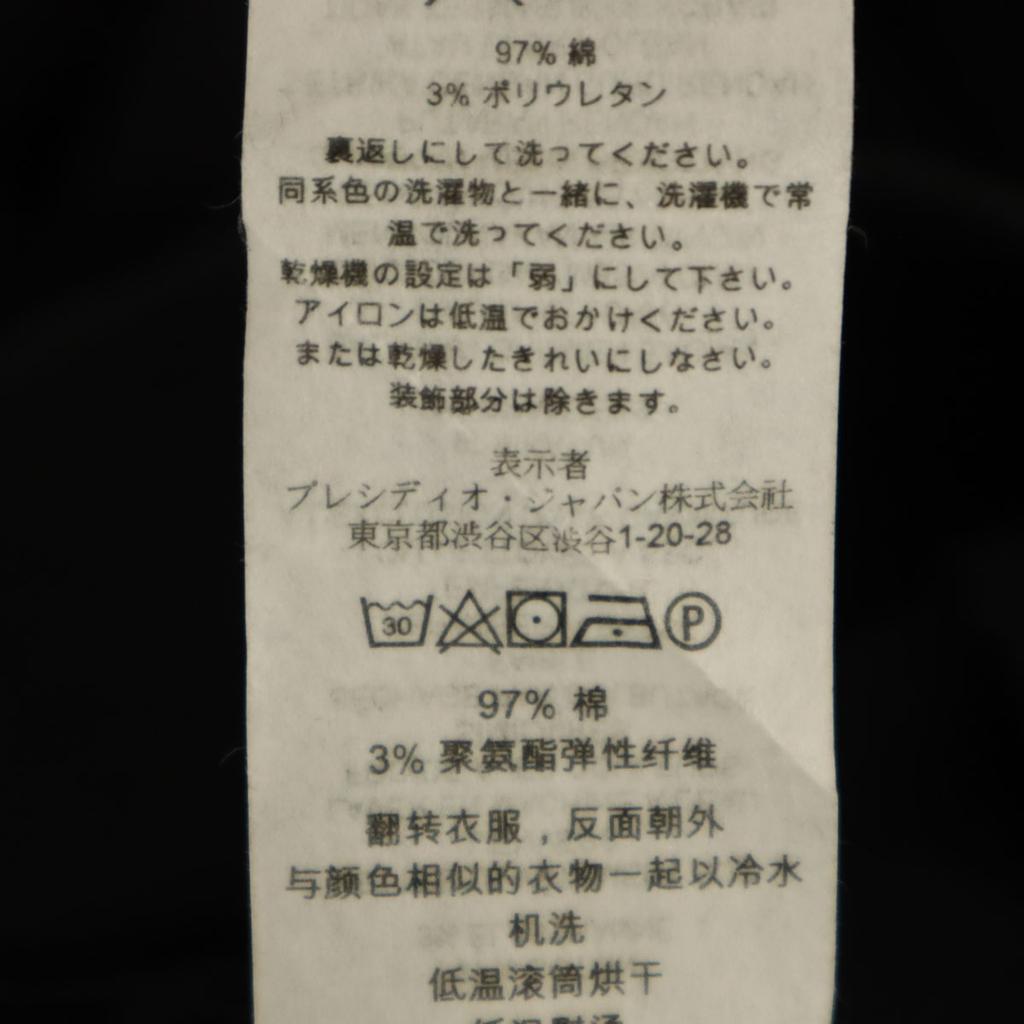 97% 綿
3% ポリウレタン
裏返しにして洗ってください。
同系色の洗濯物と一緒に、洗濯機で常
温で洗ってください。
乾燥機の設定は「弱」にして下さい。
アイロンは低温でおかけください。
または乾燥したきれいにしなさい。
装飾部分は除きます。
表示者
プレシディオ・ジャパン株式会社
東京都渋谷区渋谷1-20-28
30 P
97% 棉
3% 聚氨酯弹性纤维
翻转衣服，反面朝外
与颜色相似的衣物一起以冷水
机洗
低温滚筒烘干